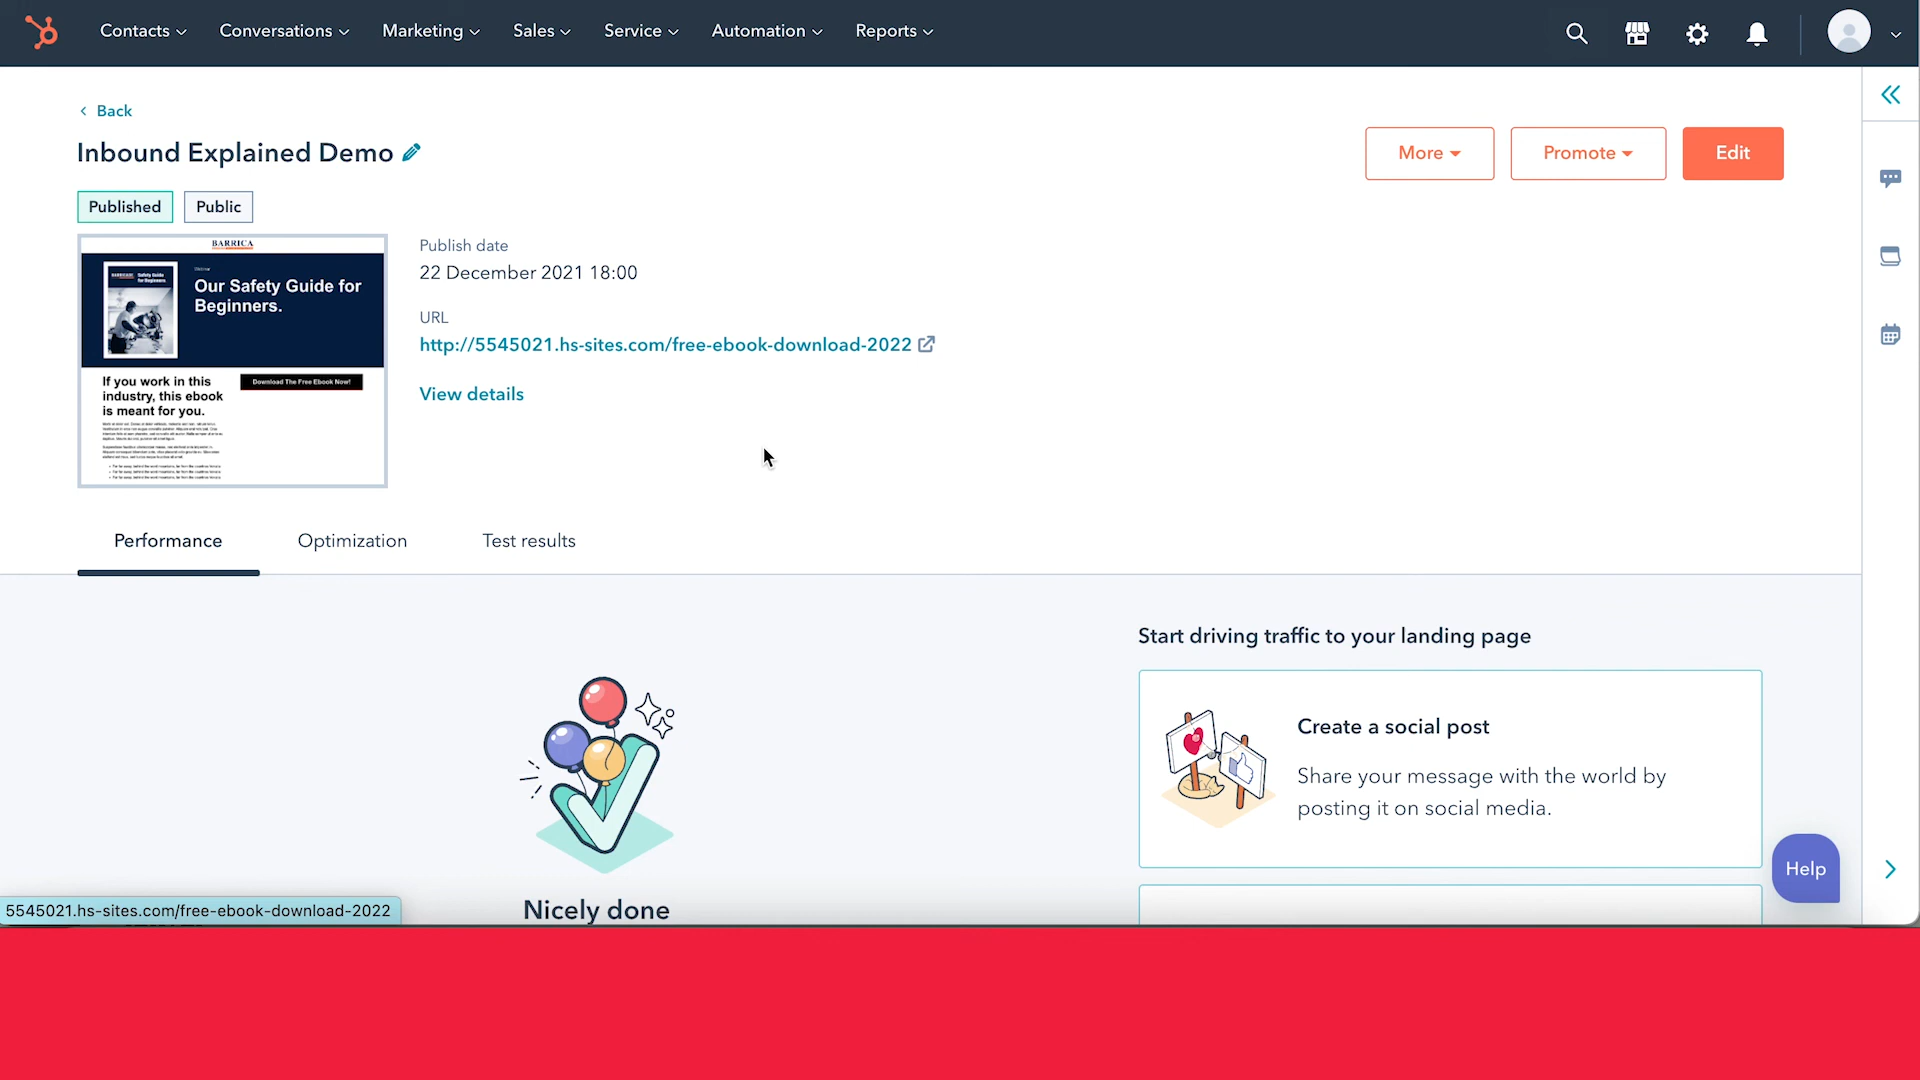 Contacts
Conversations
Marketing
Sales
Service
Automation
Reports
Back
Inbound Explained Demo
More
Promote
Edit
Published
Public
BARRICA
Our Safety Guide for
Beginners.
If you work in this
industry, this ebook
is meant for you.
Download The Free Ebook Now!
Publish date
22 December 2021 18:00
URL
http://5545021.hs-sites.com/free-ebook-download-2022
View details
Performance
Optimization
Test results
Start driving traffic to your landing page
Create a social post
Share your message with the world by
posting it on social media.
Help
Nicely done
5545021.hs-sites.com/free-ebook-download-2022